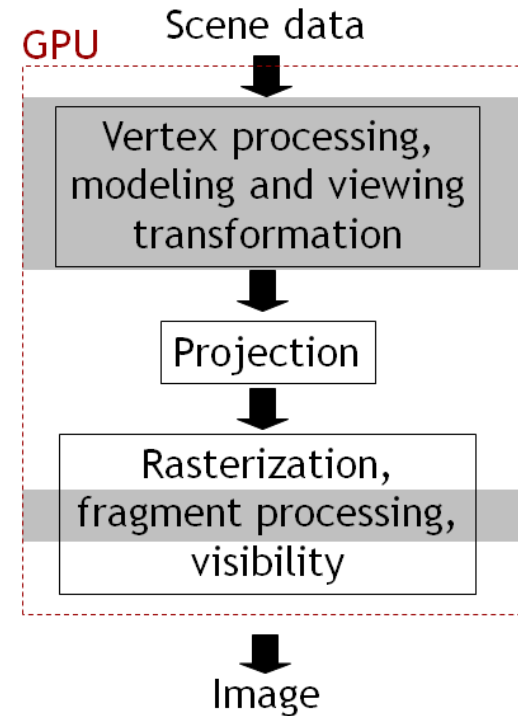 Scene data
GPU
Vertex processing,
modeling and viewing
transformation
Projection
Rasterization,
fragment processing,
visibility
Image